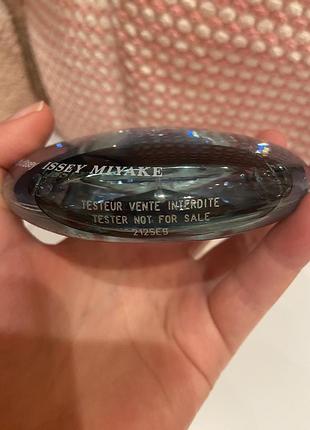 ISSEY MIYAKE
TESTEUR VENTE INTERDITE
TESTER NOT FOR SALE
2125E9